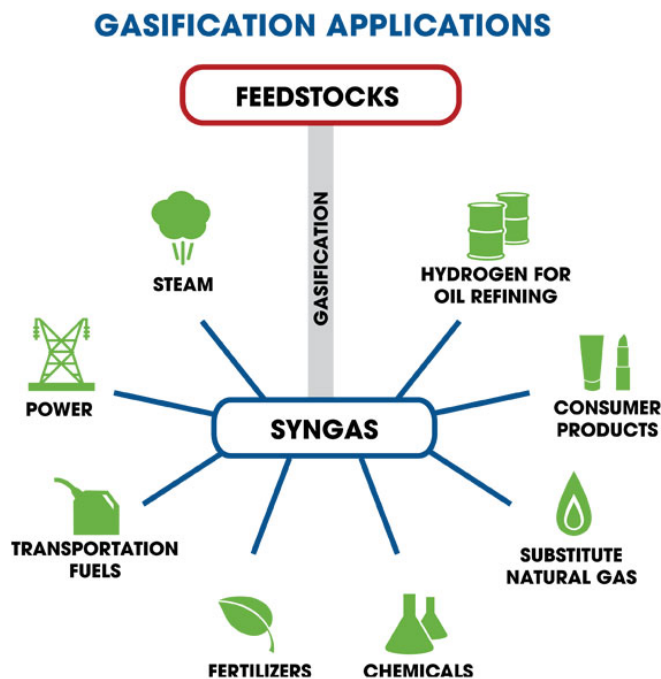 GASIFICATION APPLICATIONS
FEEDSTOCKS
GASIFICATION
STEAM
HYDROGEN FOR
OIL REFINING
POWER
SYNGAS
CONSUMER
PRODUCTS
TRANSPORTATION
FUELS
SUBSTITUTE
NATURAL GAS
FERTILIZERS
CHEMICALS